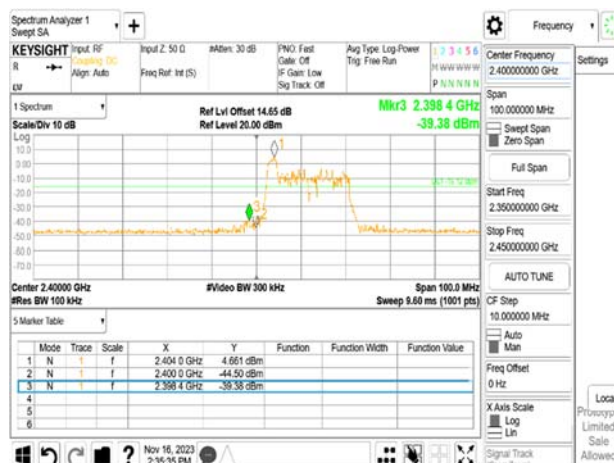 Spectrum Analyzer 1
Swept SA
+
Frequency
Settings
KEYSIGHT
Input: RF
Coupling: DC
Align: Auto
Input Z: 50 Ω
Freq Ref: Int (S)
#Atten: 30 dB
PNO: Fast
Gate: Off
IF Gain: Low
Sig Track: Off
Avg Type: Log-Power
Trig: Free Run
1 2 3 4 5 6
M W W W W W
P N N N N N
R
Center Frequency
2.400000000 GHz
Span
100.000000 MHz
Swept Span
Zero Span
Full Span
Start Freq
2.350000000 GHz
Stop Freq
2.450000000 GHz
AUTO TUNE
CF Step
10.000000 MHz
Auto
Man
Freq Offset
0 Hz
X Axis Scale
Log
Lin
Signal Track
1 Spectrum
Scale/Div 10 dB
Ref Lvl Offset 14.65 dB
Ref Level 20.00 dBm
Mkr3 2.398 4 GHz
-39.38 dBm
Log
10.0
0.00
-10.0
-20.0
-30.0
-40.0
-50.0
-60.0
-70.0
1
3
2
Center 2.40000 GHz
#Res BW 100 kHz
#Video BW 300 kHz
Span 100.0 MHz
Sweep 9.60 ms (1001 pts)
5 Marker Table
Mode Trace Scale X Y Function Function Width Function Value
1 N 1 f 2.404 0 GHz 4.661 dBm
2 N 1 f 2.400 0 GHz -44.50 dBm
3 N 1 f 2.398 4 GHz -39.38 dBm
4
5
6
Nov 16, 2023
2:35:35 PM
?
Loca
Prototyp
Limited
Sale
Allowed